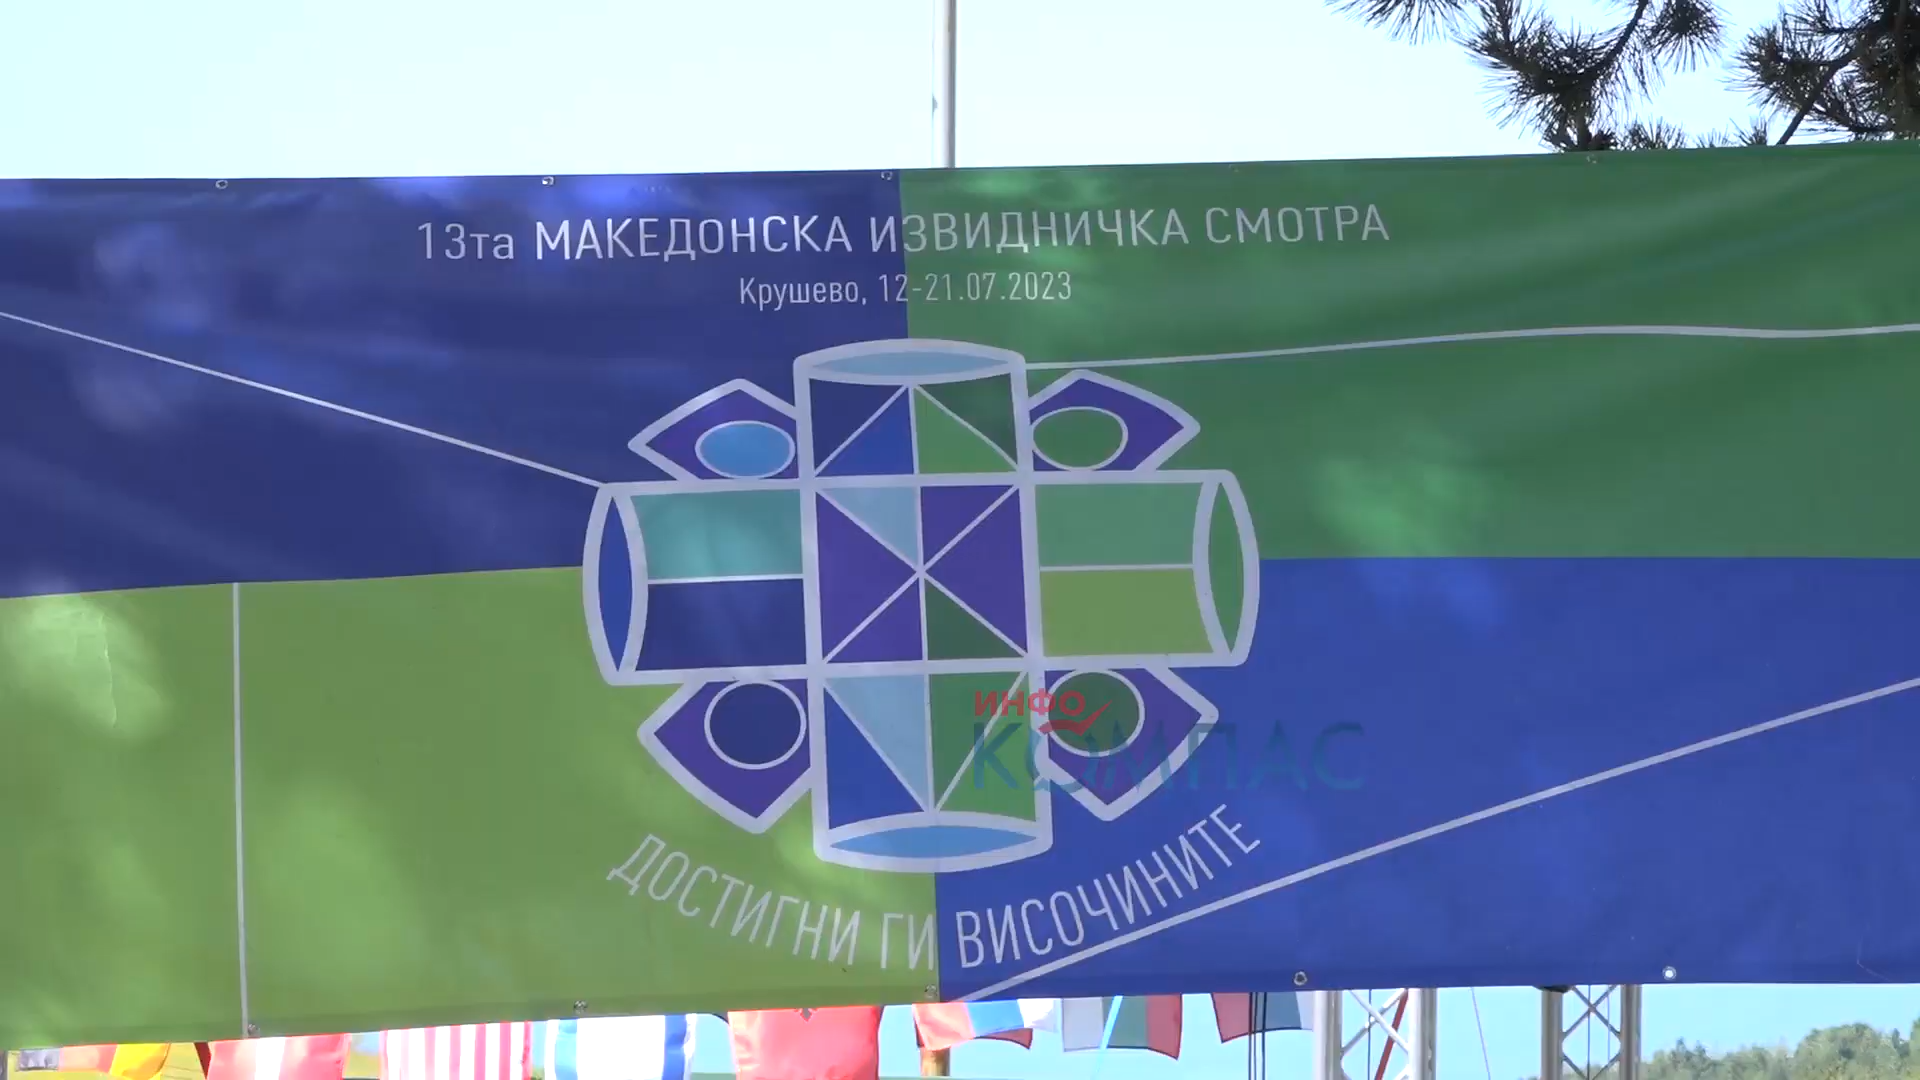 13та МАКЕДОНСКА ИЗВИДНИЧКА СМОТРА
Крушево, 12-21.07.2023
ИНФО
КОМПАС
ДОСТИГНИ ГИ ВИСОЧИНИТЕ